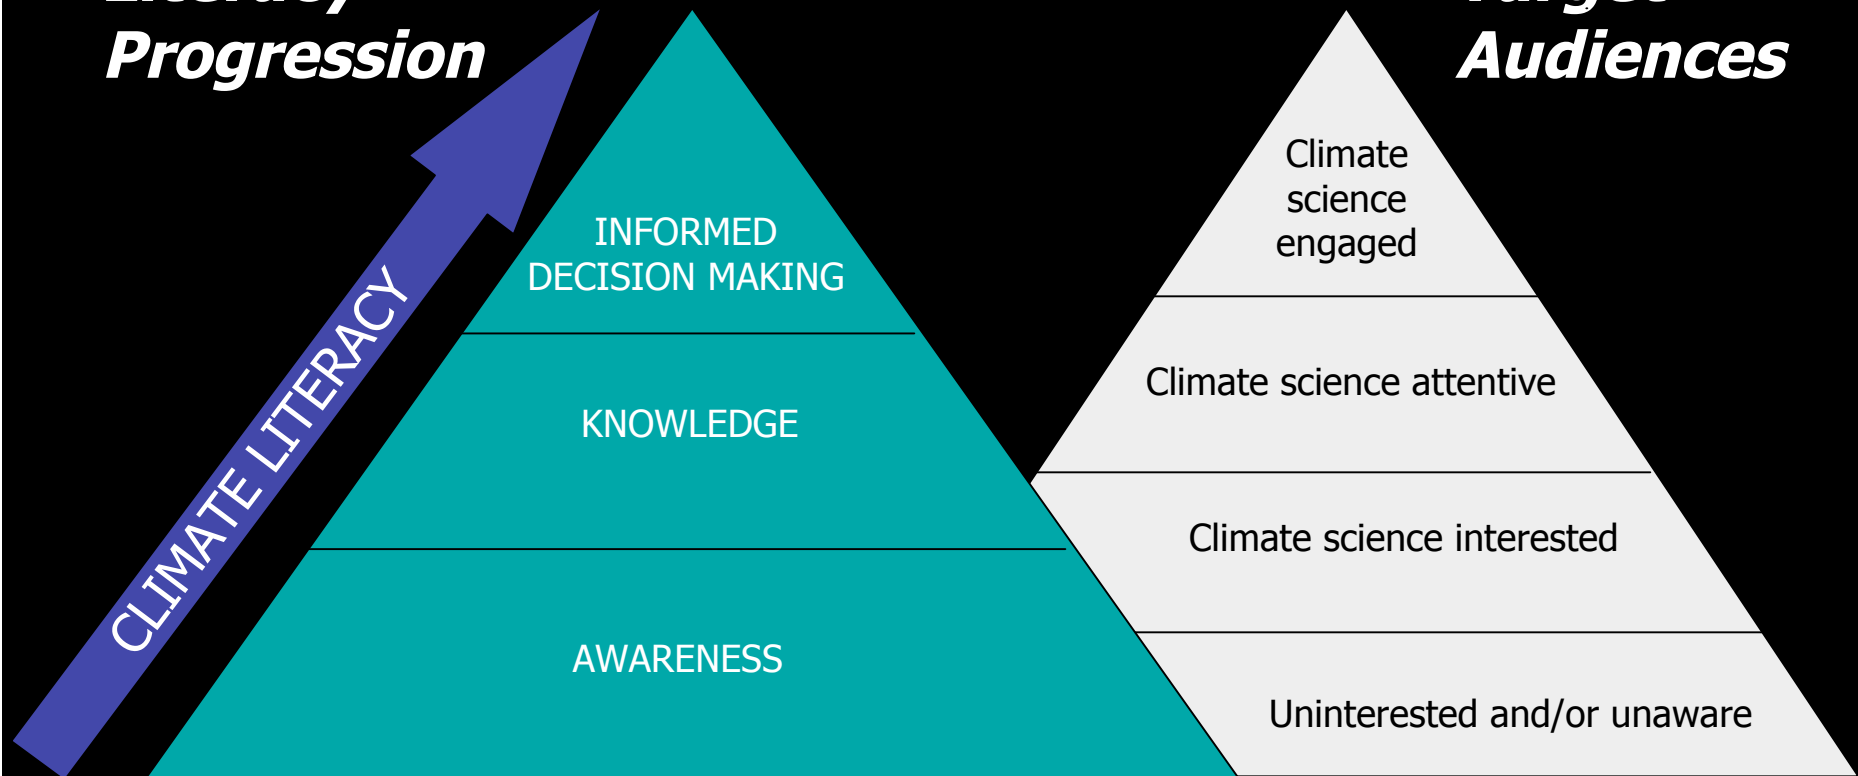 Progression
Audiences
CLIMATE LITERACY
INFORMED
DECISION MAKING
KNOWLEDGE
AWARENESS
Climate
science
engaged
Climate science attentive
Climate science interested
Uninterested and/or unaware